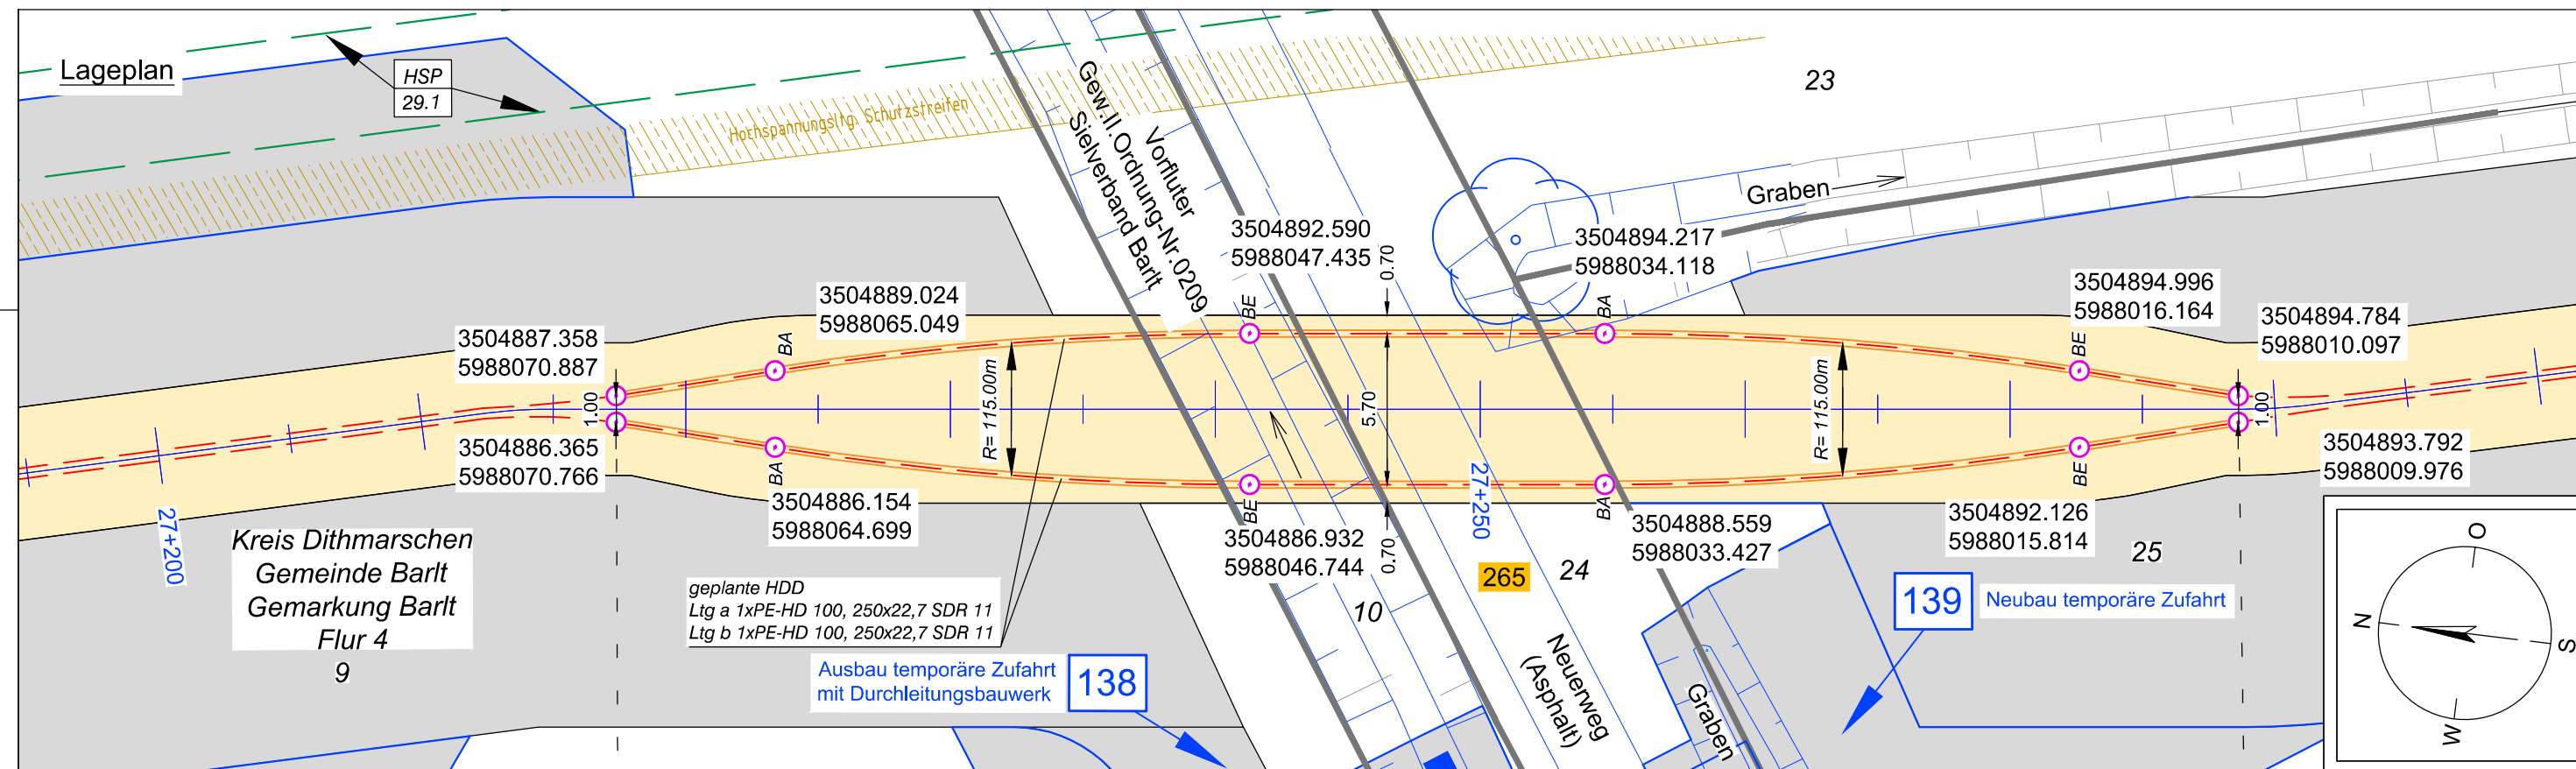 Lageplan
HSP
29.1
Hochspannungsltg. Schutzstreifen
Gew.II.Ordnung-Nr.0209
Sielverband Barlt
Vorfluter
23
Graben
3504892.590
5988047.435
0.70
3504894.217
5988034.118
3504894.996
5988016.164
3504894.784
5988010.097
3504889.024
5988065.049
3504887.358
5988070.887
BA
BE
BA
BE
1.00
R= 115.00m
5.70
R= 115.00m
1.00
3504886.365
5988070.766
BA
BE
BA
BE
3504893.792
5988009.976
27+200
3504886.154
5988064.699
3504886.932
5988046.744
0.70
27+250
3504888.559
5988033.427
3504892.126
5988015.814
25
Kreis Dithmarschen
Gemeinde Barlt
Gemarkung Barlt
Flur 4
9
geplante HDD
Ltg a 1xPE-HD 100, 250x22,7 SDR 11
Ltg b 1xPE-HD 100, 250x22,7 SDR 11
10
265
24
139
Neubau temporäre Zufahrt
Ausbau temporäre Zufahrt
mit Durchleitungsbauwerk
138
Neuerweg
(Asphalt)
Graben
O
N
S
W